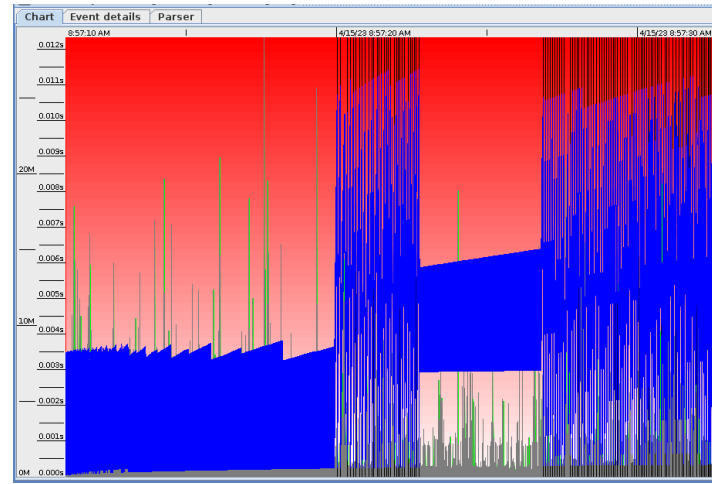 Chart Event details Parser
8:57:10 AM 4/15/23 8:57:20 AM 4/15/23 8:57:30 AM
0.012s
0.011s
0.010s
0.009s
20M
0.008s
0.007s
0.006s
0.005s
10M
0.004s
0.003s
0.002s
0.001s
0M 0.000s